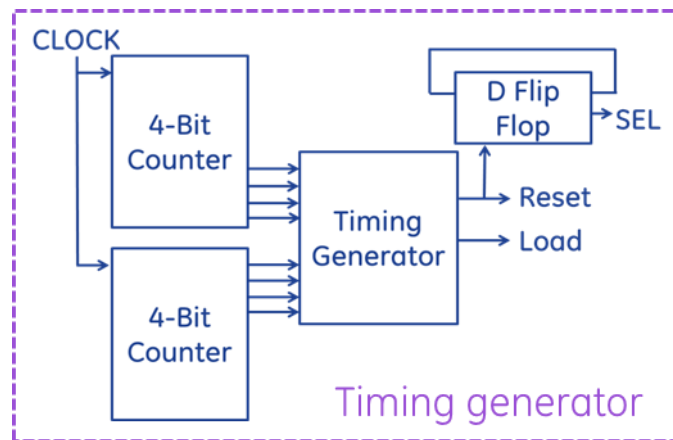 CLOCK
4-Bit
Counter
D Flip
Flop
SEL
Timing
Generator
Reset
Load
4-Bit
Counter
Timing generator